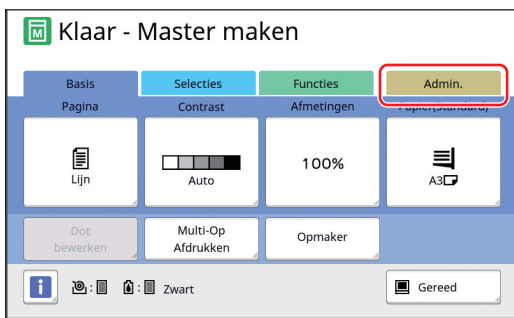 M Klaar - Master maken
Basis Selecties Functies Admin.
Pagina Contrast Afmetingen Papier(Standard)
Lijn Auto 100% A3
Dot bewerken Multi-Op Afdrukken Opmaker
i : : Zwart Gereed